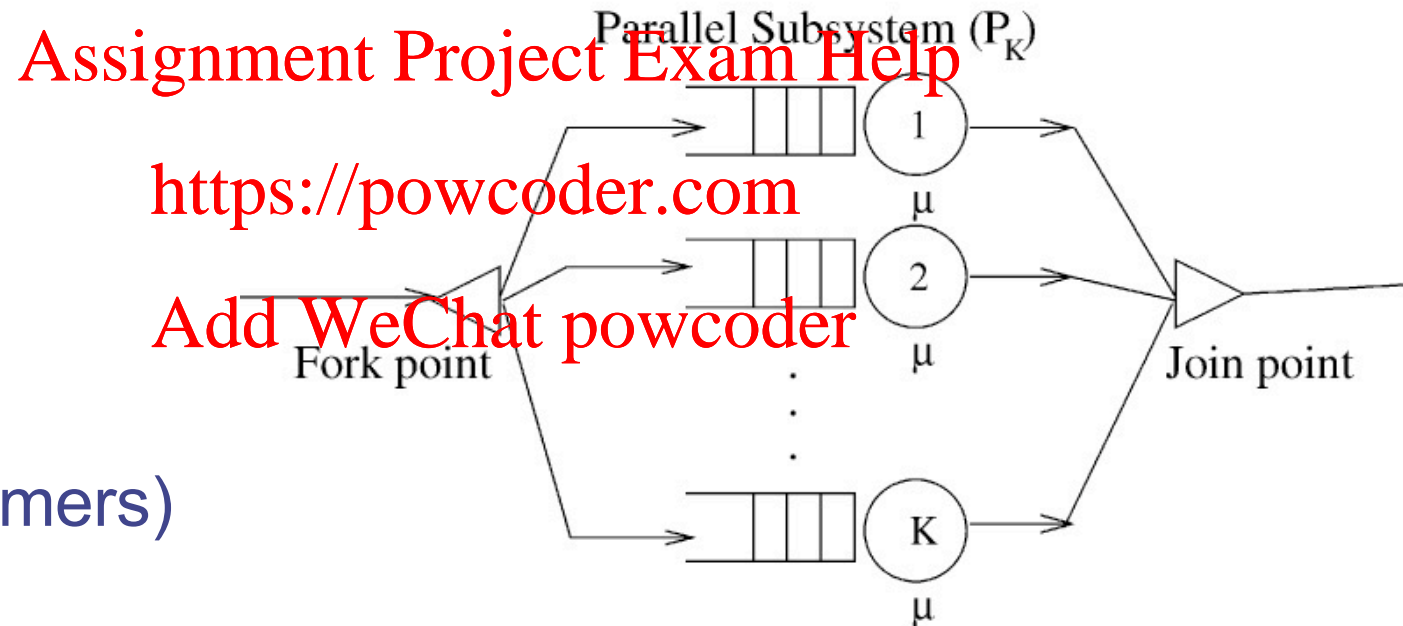 Parallel Subsystem (P_K)
Assignment Project Exam Help
1
https://powcoder.com
μ
2
Add WeChat powcoder
Fork point
μ
Join point
mers)
K
μ